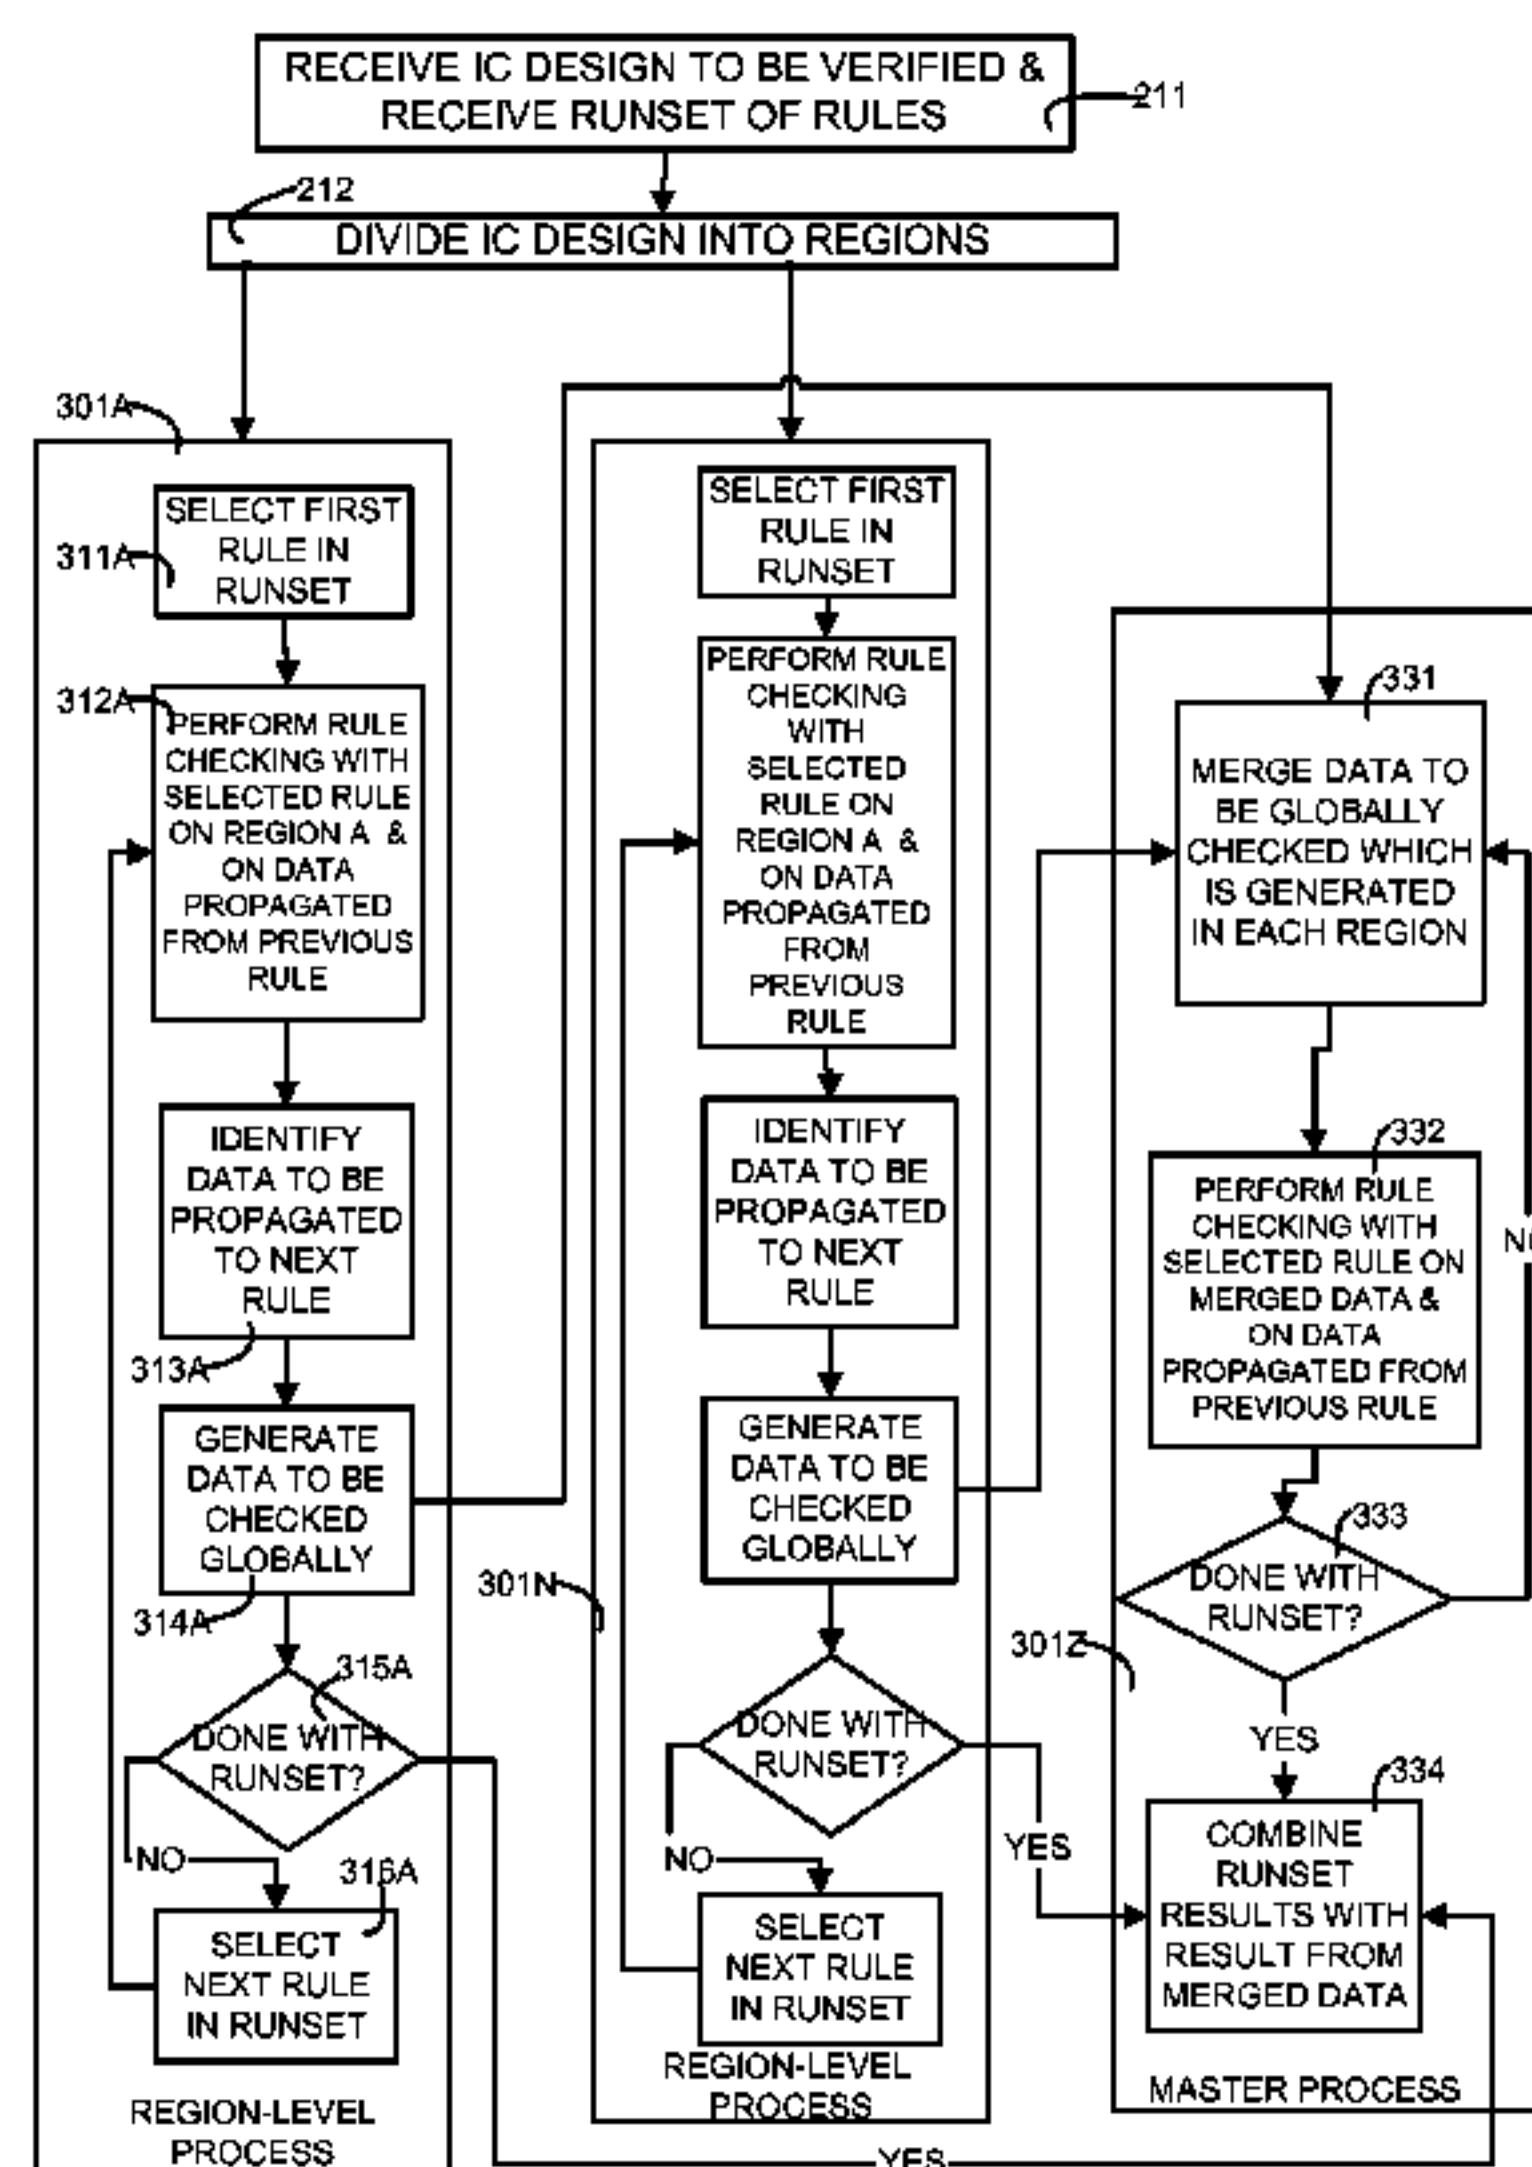 RECEIVE IC DESIGN TO BE VERIFIED &
RECEIVE RUNSET OF RULES
211
212
DIVIDE IC DESIGN INTO REGIONS
301A
SELECT FIRST
RULE IN
RUNSET
311A
312A
PERFORM RULE
CHECKING WITH
SELECTED RULE
ON REGION A &
ON DATA
PROPAGATED
FROM PREVIOUS
RULE
IDENTIFY
DATA TO BE
PROPAGATED
TO NEXT
RULE
313A
GENERATE
DATA TO BE
CHECKED
GLOBALLY
314A
315A
DONE WITH
RUNSET?
NO
316A
SELECT
NEXT RULE
IN RUNSET
REGION-LEVEL
PROCESS
SELECT FIRST
RULE IN
RUNSET
PERFORM RULE
CHECKING
WITH
SELECTED
RULE ON
REGION A &
ON DATA
PROPAGATED
FROM
PREVIOUS
RULE
IDENTIFY
DATA TO BE
PROPAGATED
TO NEXT
RULE
GENERATE
DATA TO BE
CHECKED
GLOBALLY
301N
DONE WITH
RUNSET?
NO
YES
SELECT
NEXT RULE
IN RUNSET
REGION-LEVEL
PROCESS
331
MERGE DATA TO
BE GLOBALLY
CHECKED WHICH
IS GENERATED
IN EACH REGION
332
PERFORM RULE
CHECKING WITH
SELECTED RULE ON
MERGED DATA &
ON DATA
PROPAGATED FROM
PREVIOUS RULE
333
DONE WITH
RUNSET?
301Z
YES
334
COMBINE
RUNSET
RESULTS WITH
RESULT FROM
MERGED DATA
MASTER PROCESS
YES